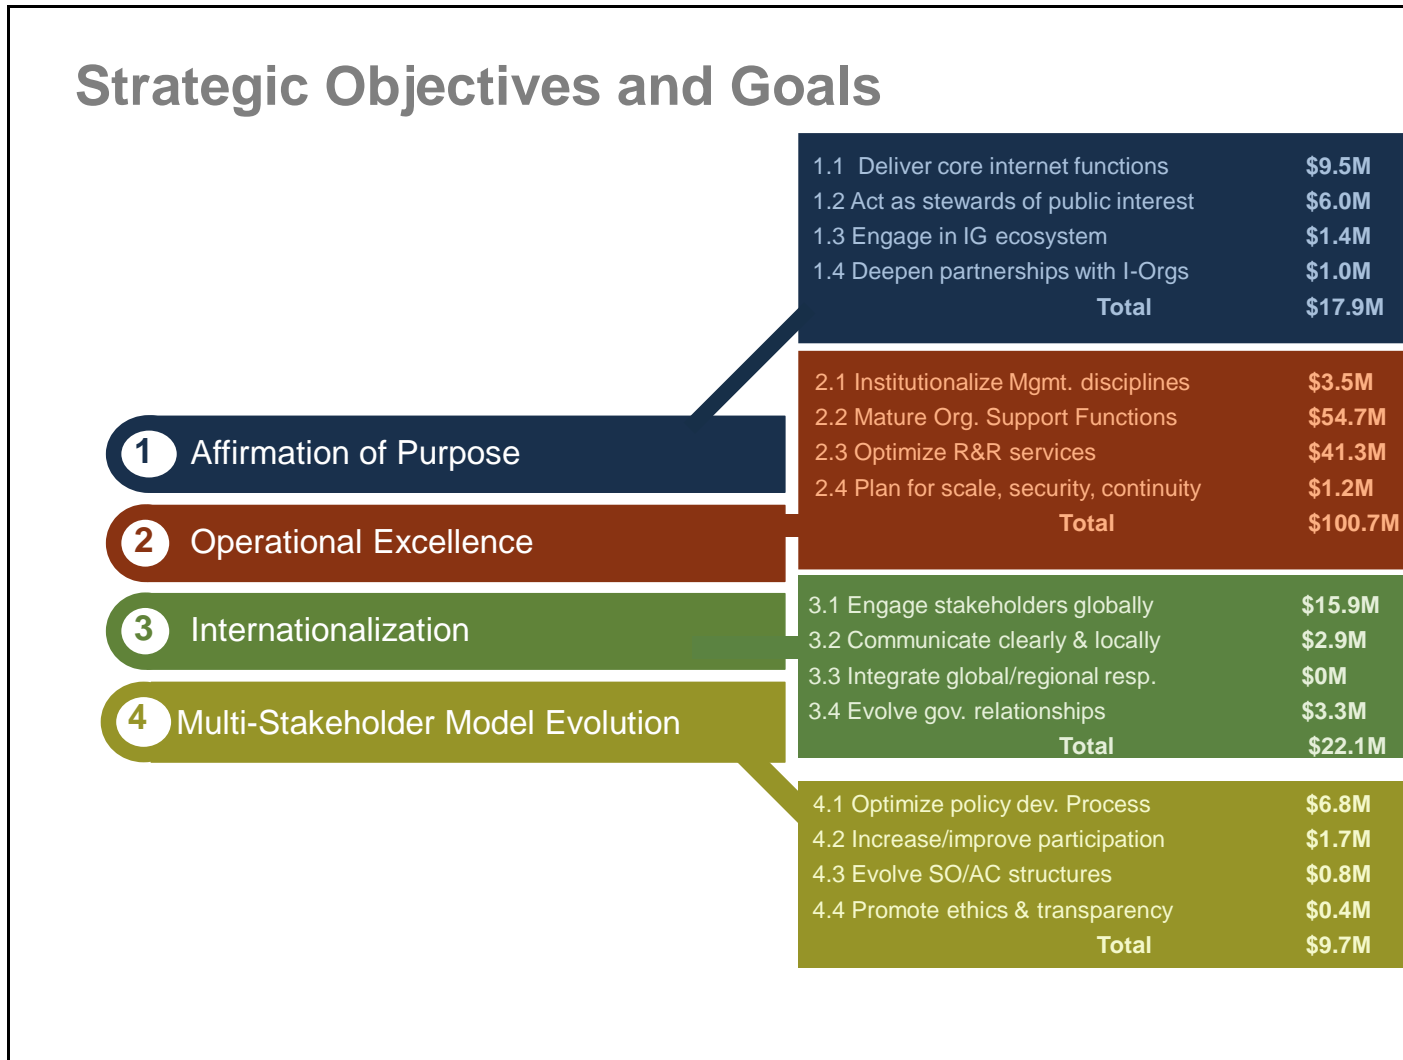 Strategic Objectives and Goals
1.1 Deliver core internet functions $9.5M
1.2 Act as stewards of public interest $6.0M
1.3 Engage in IG ecosystem $1.4M
1.4 Deepen partnerships with I-Orgs $1.0M
Total $17.9M
2.1 Institutionalize Mgmt. disciplines $3.5M
2.2 Mature Org. Support Functions $54.7M
2.3 Optimize R&R services $41.3M
2.4 Plan for scale, security, continuity $1.2M
Total $100.7M
1 Affirmation of Purpose
2 Operational Excellence
3 Internationalization
4 Multi-Stakeholder Model Evolution
3.1 Engage stakeholders globally $15.9M
3.2 Communicate clearly & locally $2.9M
3.3 Integrate global/regional resp. $0M
3.4 Evolve gov. relationships $3.3M
Total $22.1M
4.1 Optimize policy dev. Process $6.8M
4.2 Increase/improve participation $1.7M
4.3 Evolve SO/AC structures $0.8M
4.4 Promote ethics & transparency $0.4M
Total $9.7M